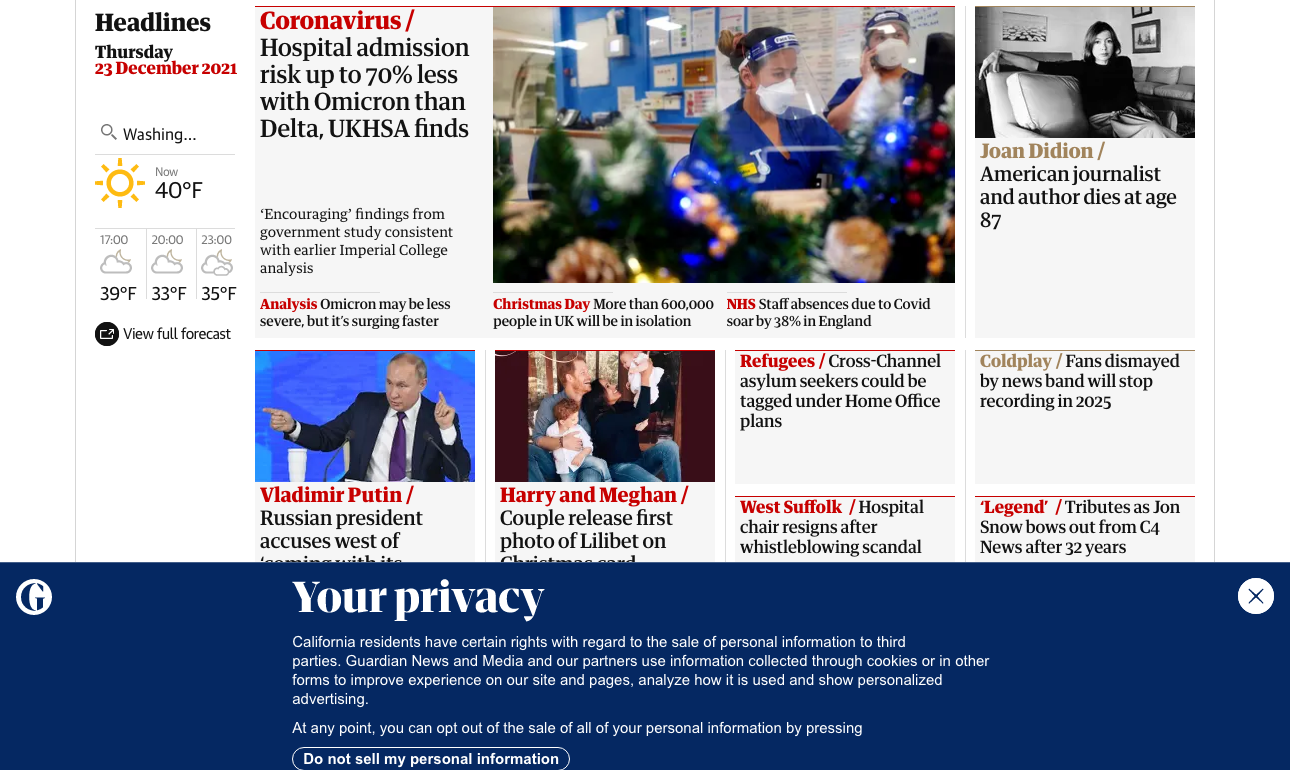 Headlines
Thursday
23 December 2021
Washing...
Now
40°F
17:00
20:00
23:00
39°F
33°F
35°F
View full forecast
Coronavirus /
Hospital admission
risk up to 70% less
with Omicron than
Delta, UKHSA finds
‘Encouraging’ findings from
government study consistent
with earlier Imperial College
analysis
Analysis Omicron may be less
severe, but it’s surging faster
Christmas Day More than 600,000
people in UK will be in isolation
NHS Staff absences due to Covid
soar by 38% in England
Joan Didion /
American journalist
and author dies at age
87
Vladimir Putin /
Russian president
accuses west of
‘coming with its
Harry and Meghan /
Couple release first
photo of Lilibet on
Christmas card
Refugees / Cross-Channel
asylum seekers could be
tagged under Home Office
plans
Coldplay / Fans dismayed
by news band will stop
recording in 2025
West Suffolk / Hospital
chair resigns after
whistleblowing scandal
‘Legend’ / Tributes as Jon
Snow bows out from C4
News after 32 years
G
Your privacy
California residents have certain rights with regard to the sale of personal information to third
parties. Guardian News and Media and our partners use information collected through cookies or in other
forms to improve experience on our site and pages, analyze how it is used and show personalized
advertising.
At any point, you can opt out of the sale of all of your personal information by pressing
Do not sell my personal information